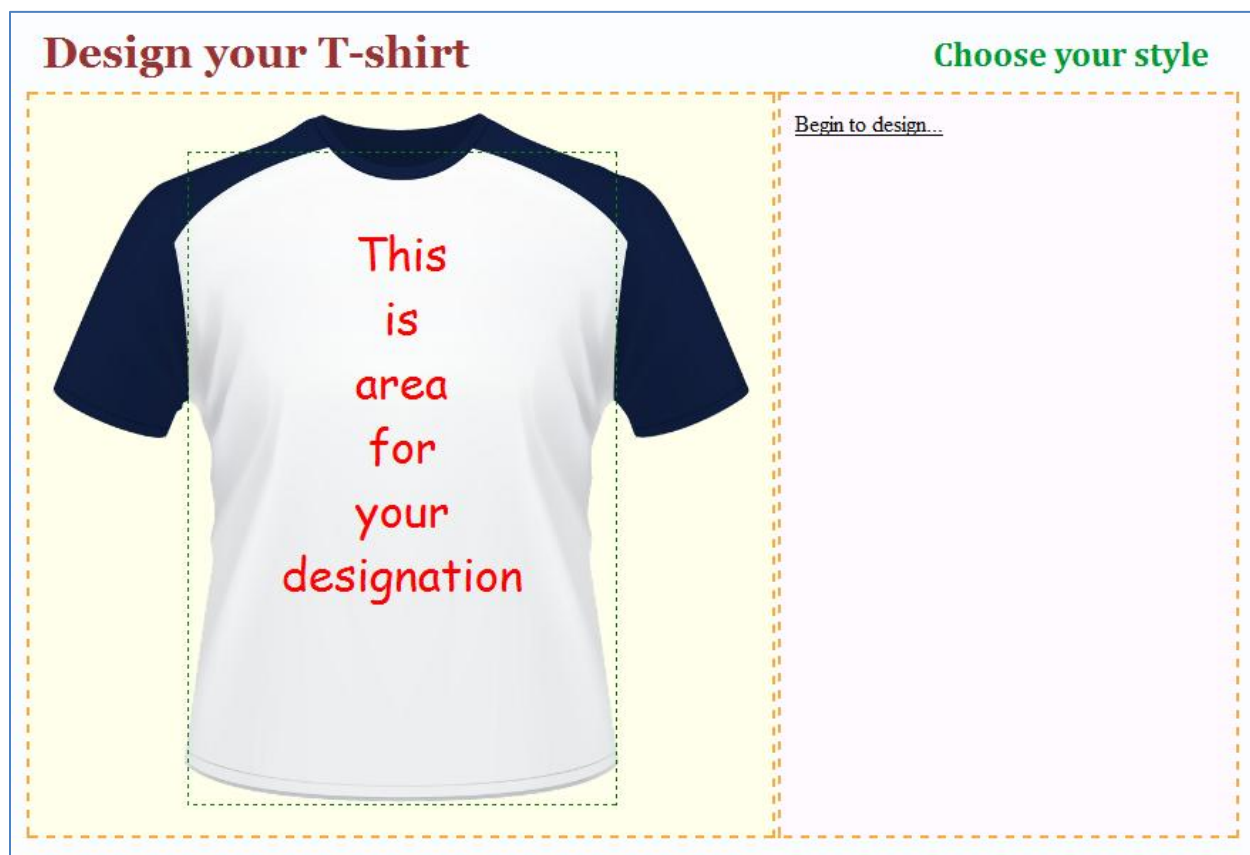 Design your T-shirt
Choose your style
This
is
area
for
your
designation
Begin to design...